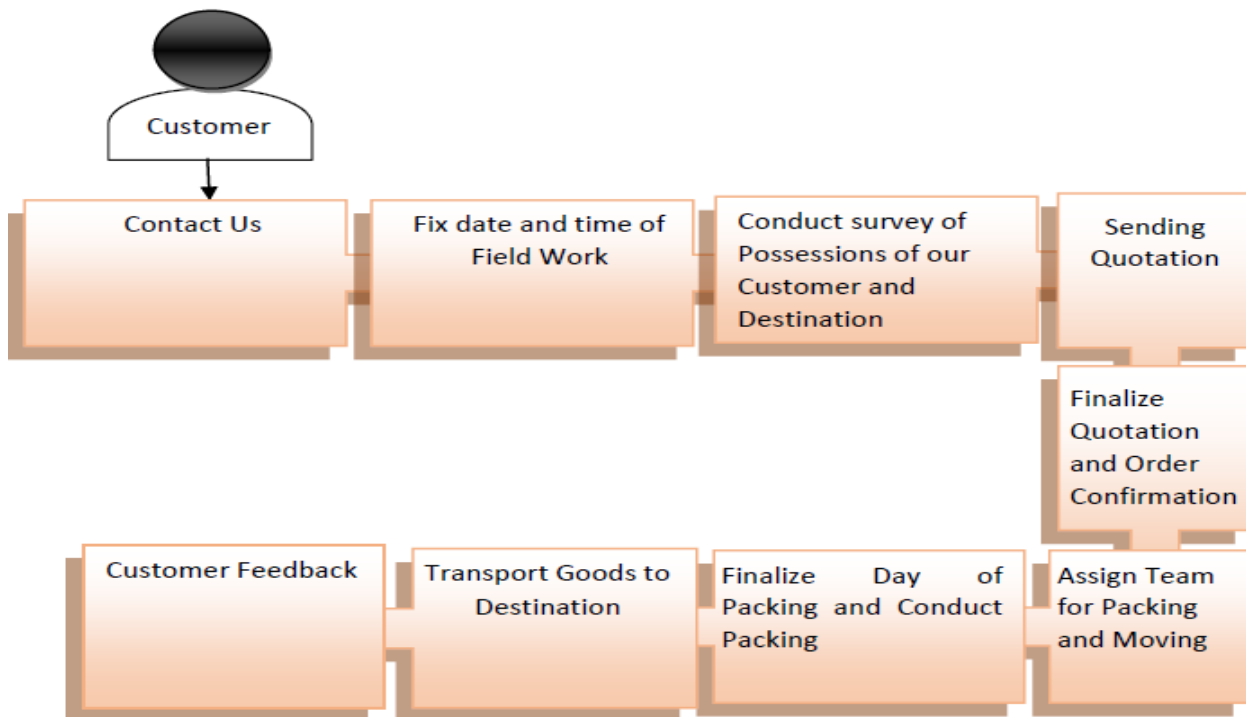 Customer
Contact Us
Fix date and time of
Field Work
Conduct survey of
Possessions of our
Customer and
Destination
Sending
Quotation
Finalize
Quotation
and Order
Confirmation
Assign Team
for Packing
and Moving
Finalize Day of
Packing and Conduct
Packing
Transport Goods to
Destination
Customer Feedback